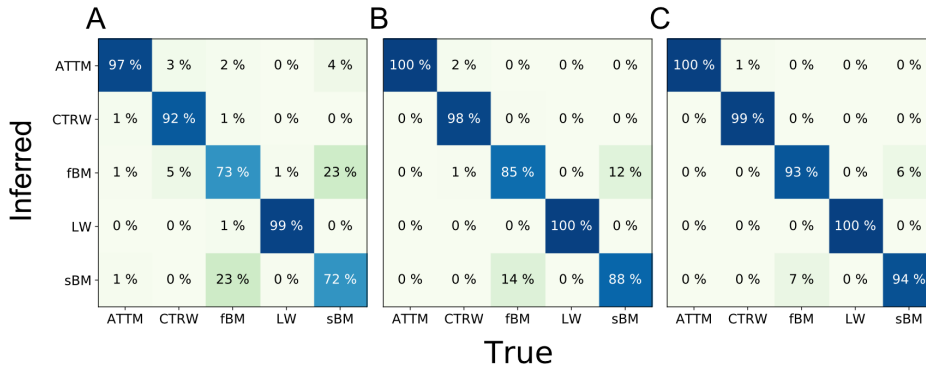 A B C
ATTM 97 % 3 % 2 % 0 % 4 % 100 % 2 % 0 % 0 % 0 % 100 % 1 % 0 % 0 % 0 %
CTRW 1 % 92 % 1 % 0 % 0 % 0 % 98 % 0 % 0 % 0 % 0 % 99 % 0 % 0 % 0 %
fBM 1 % 5 % 73 % 1 % 23 % 0 % 1 % 85 % 0 % 12 % 0 % 0 % 93 % 0 % 6 %
LW 0 % 0 % 1 % 99 % 0 % 0 % 0 % 0 % 100 % 0 % 0 % 0 % 0 % 100 % 0 %
sBM 1 % 0 % 23 % 0 % 72 % 0 % 0 % 14 % 0 % 88 % 0 % 0 % 7 % 0 % 94 %
ATTM CTRW fBM LW sBM ATTM CTRW fBM LW sBM ATTM CTRW fBM LW sBM
Inferred
True